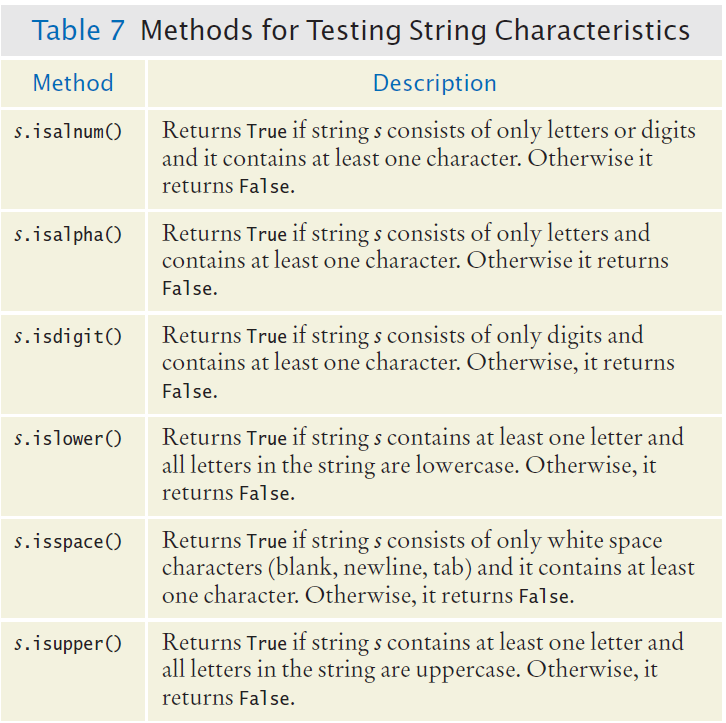 Table 7 Methods for Testing String Characteristics
Method Description
s.isalnum() Returns True if string s consists of only letters or digits
and it contains at least one character. Otherwise it
returns False.
s.isalpha() Returns True if string s consists of only letters and
contains at least one character. Otherwise it returns
False.
s.isdigit() Returns True if string s consists of only digits and
contains at least one character. Otherwise, it returns
False.
s.islower() Returns True if string s contains at least one letter and
all letters in the string are lowercase. Otherwise, it
returns False.
s.isspace() Returns True if string s consists of only white space
characters (blank, newline, tab) and it contains at least
one character. Otherwise, it returns False.
s.isupper() Returns True if string s contains at least one letter and
all letters in the string are uppercase. Otherwise, it
returns False.